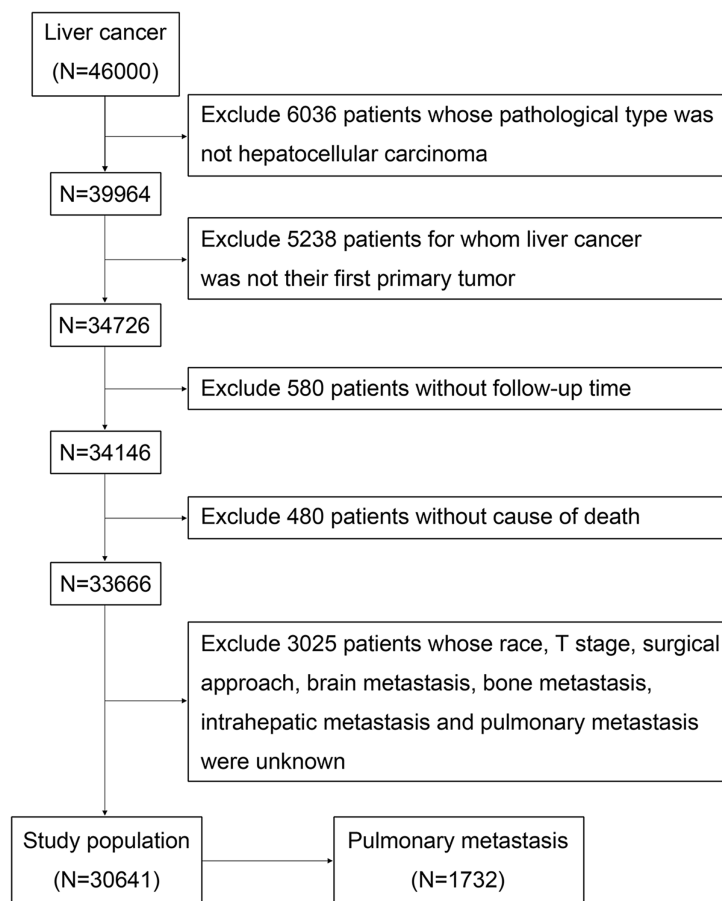 Liver cancer
(N=46000)
Exclude 6036 patients whose pathological type was
not hepatocellular carcinoma
N=39964
Exclude 5238 patients for whom liver cancer
was not their first primary tumor
N=34726
Exclude 580 patients without follow-up time
N=34146
Exclude 480 patients without cause of death
N=33666
Exclude 3025 patients whose race, T stage, surgical
approach, brain metastasis, bone metastasis,
intrahepatic metastasis and pulmonary metastasis
were unknown
Study population
(N=30641)
Pulmonary metastasis
(N=1732)